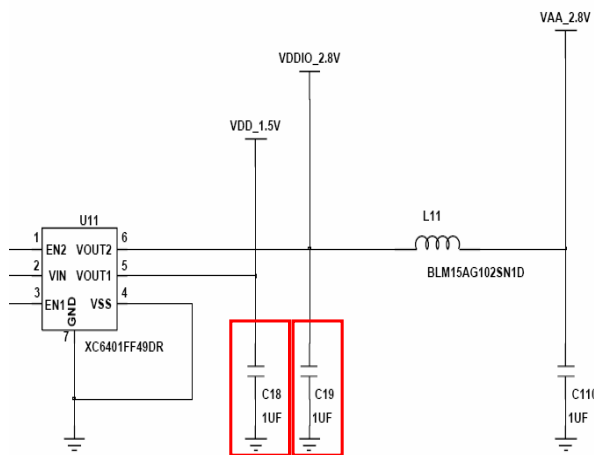 VAA_2.8V
VDDIO_2.8V
VDD_1.5V
U11
L11
1 EN2 VOUT2 6
2 VIN VOUT1 5
3 EN1 VSS 4
GND
7
BLM15AG102SN1D
XC6401FF49DR
C18
1UF
C19
1UF
C110
1UF